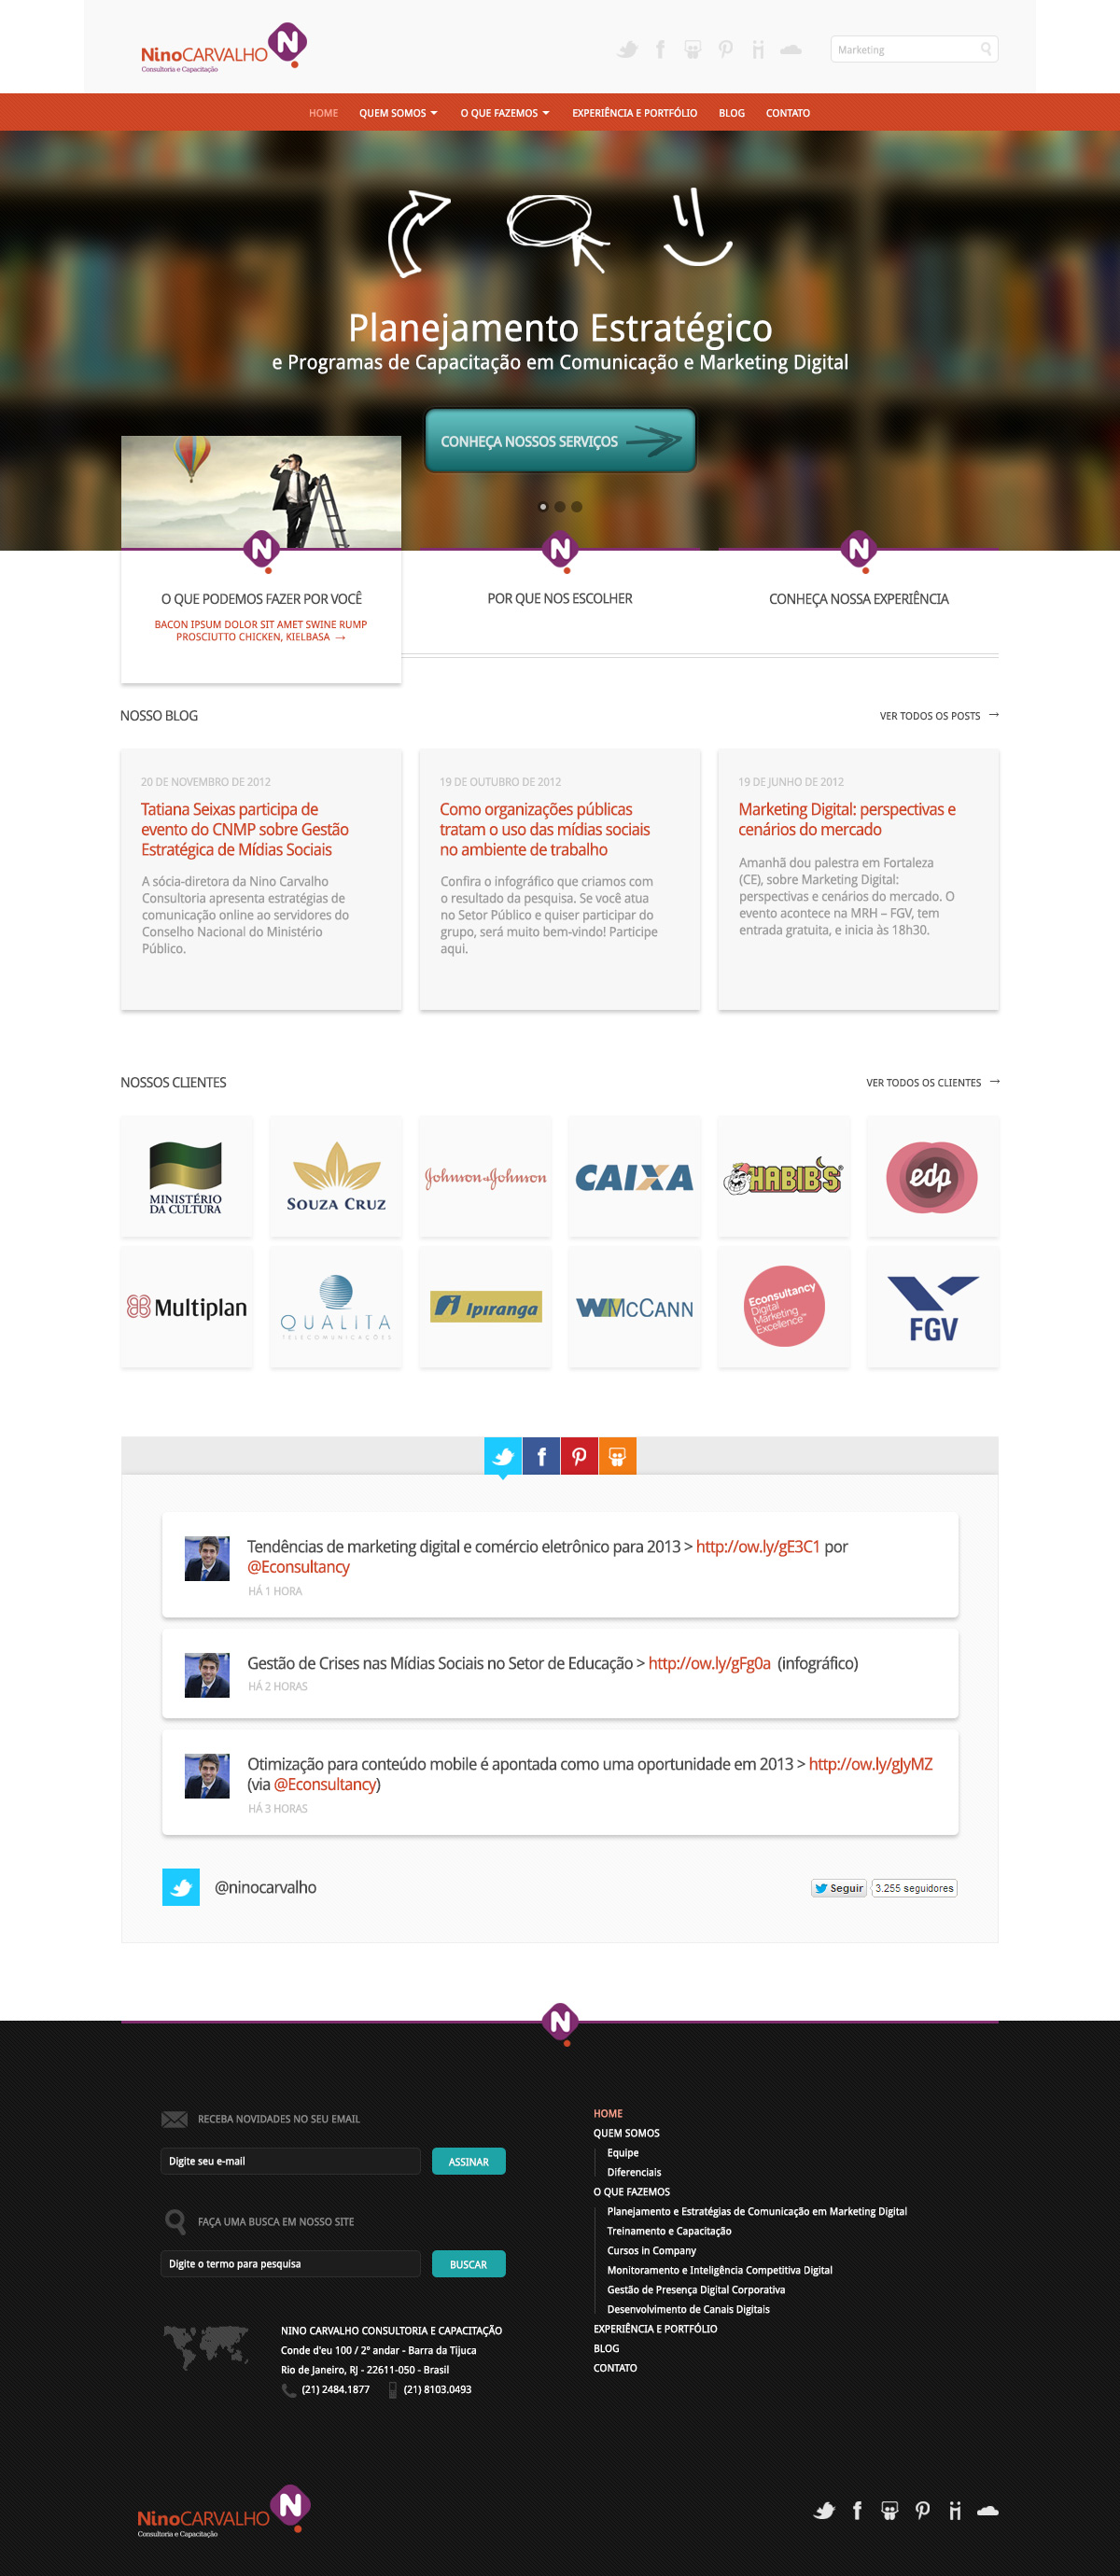 NinoCARVALHO
Consultoria e Capacitação
N
Marketing
HOME QUEM SOMOS O QUE FAZEMOS EXPERIÊNCIA E PORTFÓLIO BLOG CONTATO
Planejamento Estratégico
e Programas de Capacitação em Comunicação e Marketing Digital
CONHEÇA NOSSOS SERVIÇOS
N
N
N
O QUE PODEMOS FAZER POR VOCÊ
BACON IPSUM DOLOR SIT AMET SWINE RUMP
PROSCIUTTO CHICKEN, KIELBASA →
POR QUE NOS ESCOLHER
CONHEÇA NOSSA EXPERIÊNCIA
NOSSO BLOG
VER TODOS OS POSTS →
20 DE NOVEMBRO DE 2012
Tatiana Seixas participa de
evento do CNMP sobre Gestão
Estratégica de Mídias Sociais
A sócia-diretora da Nino Carvalho
Consultoria apresenta estratégias de
comunicação online ao servidores do
Conselho Nacional do Ministério
Público.
19 DE OUTUBRO DE 2012
Como organizações públicas
tratam o uso das mídias sociais
no ambiente de trabalho
Confira o infográfico que criamos com
o resultado da pesquisa. Se você atua
no Setor Público e quiser participar do
grupo, será muito bem-vindo! Participe
aqui.
19 DE JUNHO DE 2012
Marketing Digital: perspectivas e
cenários do mercado
Amanhã dou palestra em Fortaleza
(CE), sobre Marketing Digital:
perspectivas e cenários do mercado. O
evento acontece na MRH – FGV, tem
entrada gratuita, e inicia às 18h30.
NOSSOS CLIENTES
VER TODOS OS CLIENTES →
MINISTÉRIO
DA CULTURA
SOUZA CRUZ
Johnson & Johnson
CAIXA
HABIB'S
edp
Multiplan
QUALITA
TELECOMUNICAÇÕES
Ipiranga
WMcCANN
Econsultancy
Digital
Marketing
Excellence™
FGV
Tendências de marketing digital e comércio eletrônico para 2013 > http://ow.ly/gE3C1 por
@Econsultancy
HÁ 1 HORA
Gestão de Crises nas Mídias Sociais no Setor de Educação > http://ow.ly/gFg0a (infográfico)
HÁ 2 HORAS
Otimização para conteúdo mobile é apontada como uma oportunidade em 2013 > http://ow.ly/gJyMZ
(via @Econsultancy)
HÁ 3 HORAS
@ninocarvalho
Seguir 3.255 seguidores
N
RECEBA NOVIDADES NO SEU EMAIL
Digite seu e-mail
ASSINAR
FAÇA UMA BUSCA EM NOSSO SITE
Digite o termo para pesquisa
BUSCAR
NINO CARVALHO CONSULTORIA E CAPACITAÇÃO
Conde d'eu 100 / 2º andar - Barra da Tijuca
Rio de Janeiro, RJ - 22611-050 - Brasil
(21) 2484.1877 (21) 8103.0493
HOME
QUEM SOMOS
Equipe
Diferenciais
O QUE FAZEMOS
Planejamento e Estratégias de Comunicação em Marketing Digital
Treinamento e Capacitação
Cursos in Company
Monitoramento e Inteligência Competitiva Digital
Gestão de Presença Digital Corporativa
Desenvolvimento de Canais Digitais
EXPERIÊNCIA E PORTFÓLIO
BLOG
CONTATO
NinoCARVALHO
Consultoria e Capacitação
N